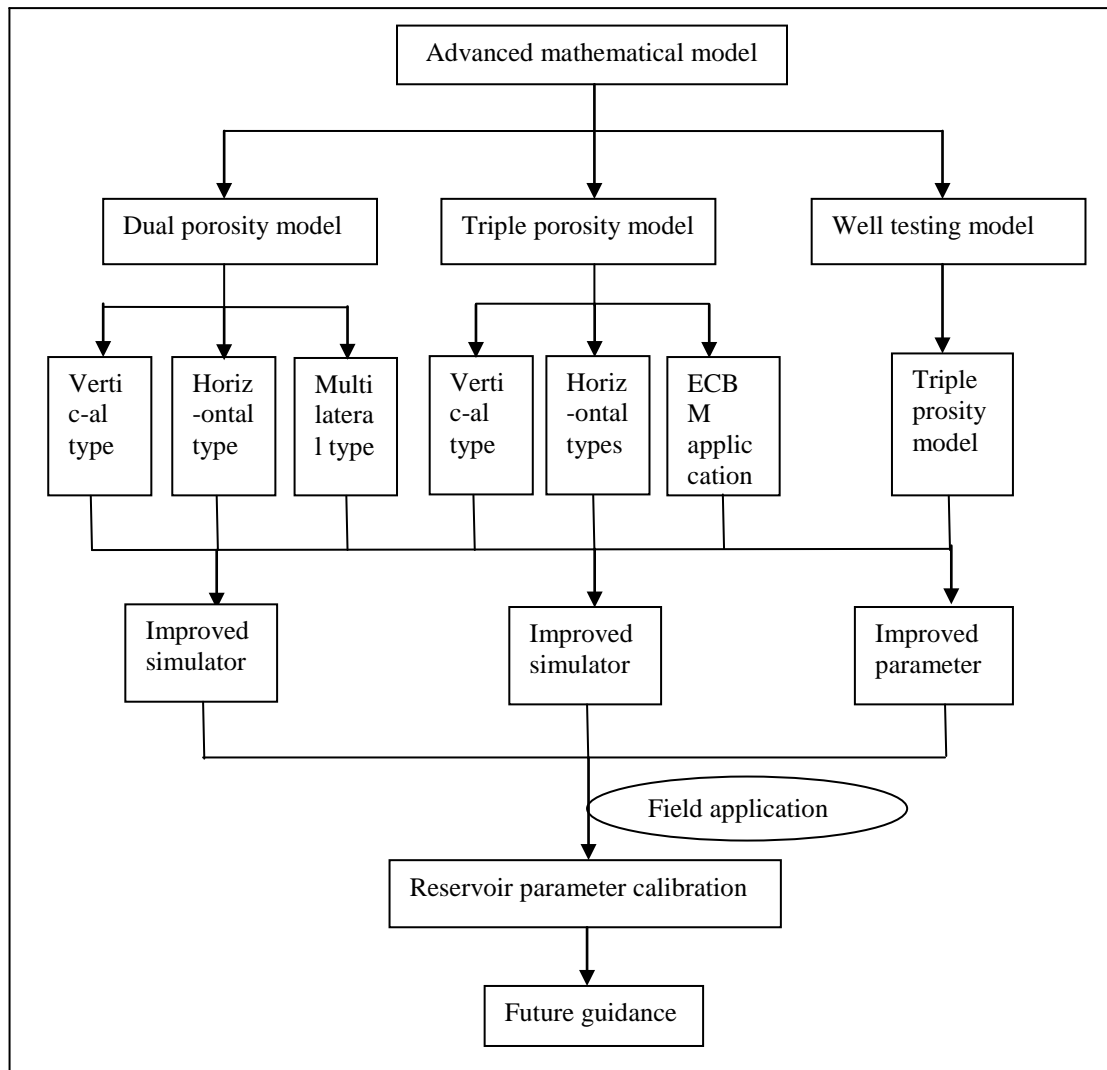 Advanced mathematical model
Dual porosity model
Triple porosity model
Well testing model
Verti
c-al
type
Horiz
-ontal
type
Multi
latera
l type
Verti
c-al
type
Horiz
-ontal
types
ECB
M
applic
cation
Triple
prosity
model
Improved
simulator
Improved
simulator
Improved
parameter
Field application
Reservoir parameter calibration
Future guidance